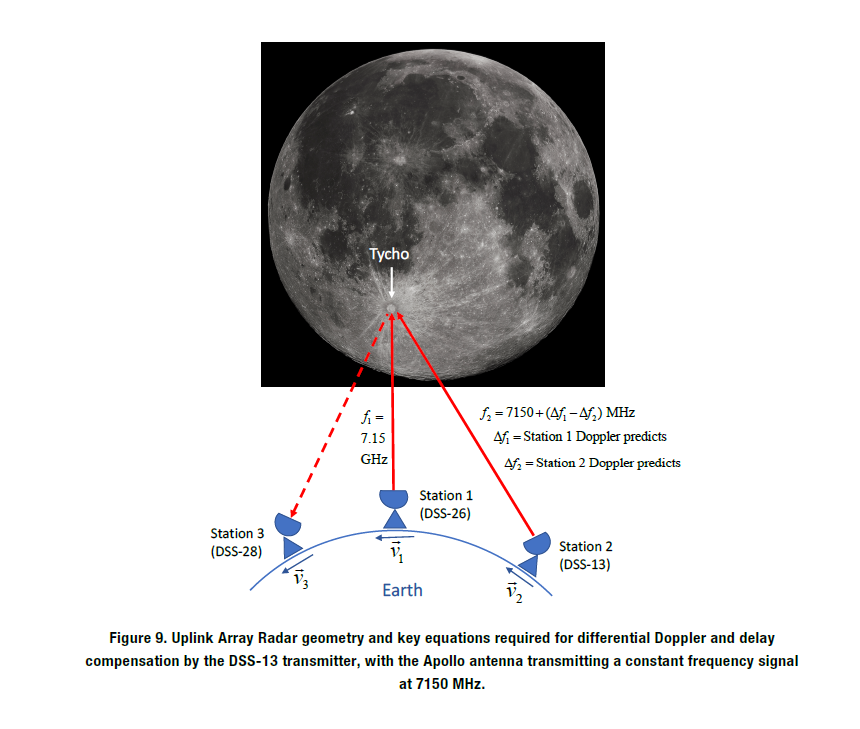 Tycho
f₁ =
7.15
GHz
f₂ = 7150+(Δf₁ − Δf₂) MHz
Δf₁ = Station 1 Doppler predicts
Δf₂ = Station 2 Doppler predicts
Station 1
(DSS-26)
Station 3
(DSS-28)
Station 2
(DSS-13)
v⃗₁
v⃗₃
v⃗₂
Earth
Figure 9. Uplink Array Radar geometry and key equations required for differential Doppler and delay
compensation by the DSS-13 transmitter, with the Apollo antenna transmitting a constant frequency signal
at 7150 MHz.